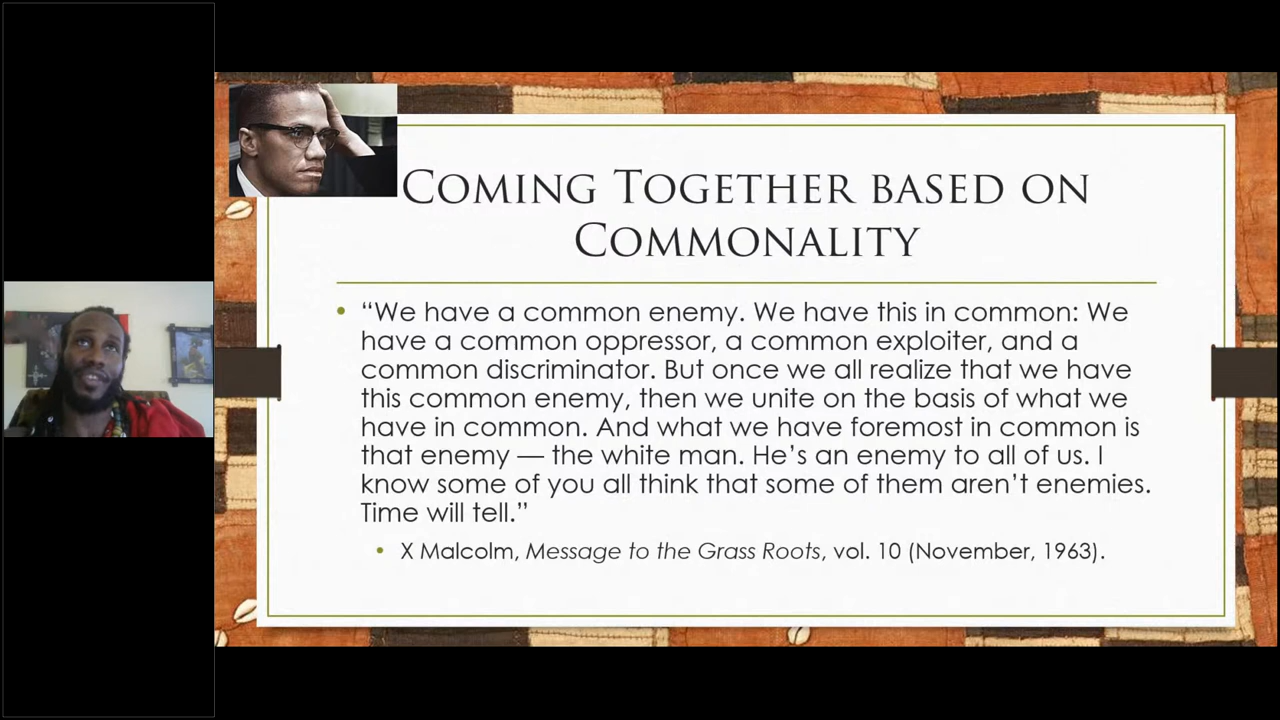 COMING TOGETHER BASED ON
COMMONALITY
• “We have a common enemy. We have this in common: We
have a common oppressor, a common exploiter, and a
common discriminator. But once we all realize that we have
this common enemy, then we unite on the basis of what we
have in common. And what we have foremost in common is
that enemy — the white man. He’s an enemy to all of us. I
know some of you all think that some of them aren’t enemies.
Time will tell.”
• X Malcolm, Message to the Grass Roots, vol. 10 (November, 1963).